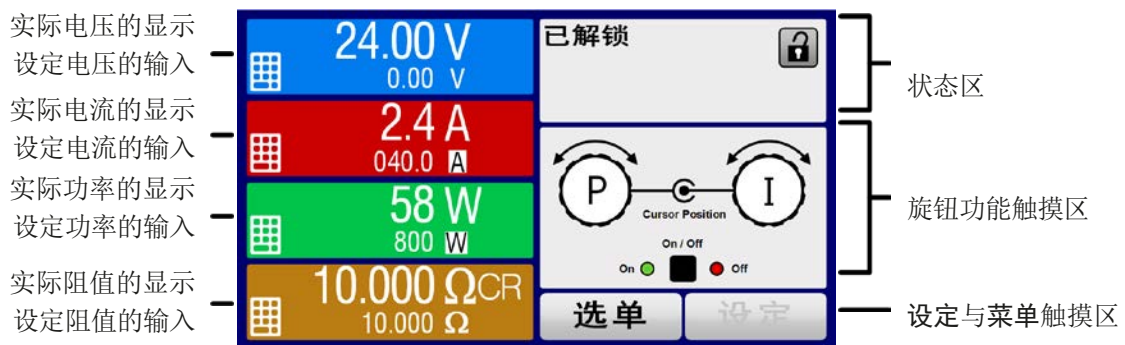 实际电压的显示
设定电压的输入
24.00 V
0.00 V
实际电流的显示
设定电流的输入
2.4 A
040.0 A
实际功率的显示
设定功率的输入
58 W
800 W
实际阻值的显示
设定阻值的输入
10.000 ΩCR
10.000 Ω
已解锁
状态区
P
I
Cursor Position
On / Off
On
Off
旋钮功能触摸区
选单
设定
设定与菜单触摸区